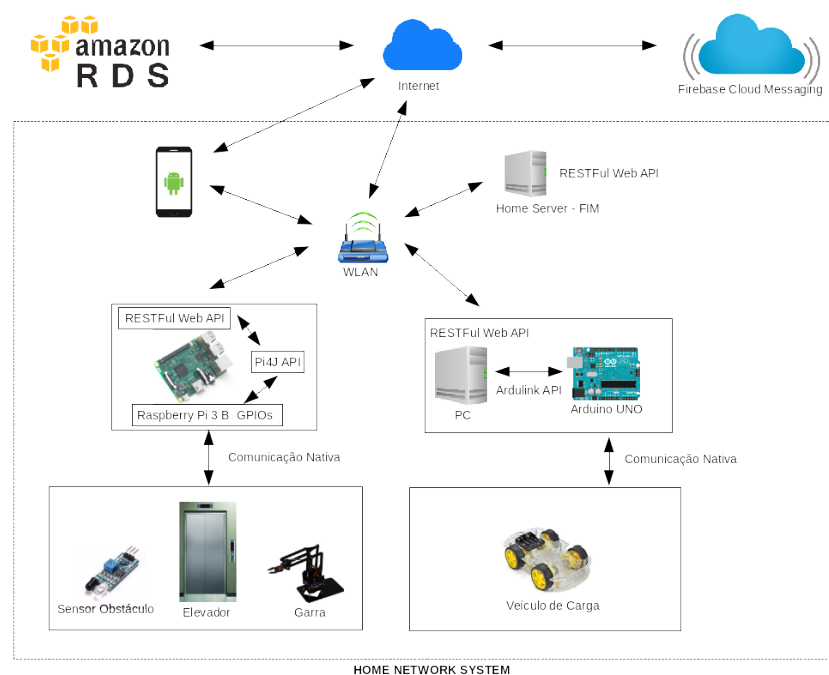 amazon
RDS
Internet
Firebase Cloud Messaging
RESTFul Web API
Home Server - FIM
WLAN
RESTFul Web API
Pi4J API
Raspberry Pi 3 B GPIOs
RESTFul Web API
Ardulink API
PC
Arduino UNO
Comunicação Nativa
Comunicação Nativa
Sensor Obstáculo
Elevador
Garra
Veículo de Carga
HOME NETWORK SYSTEM